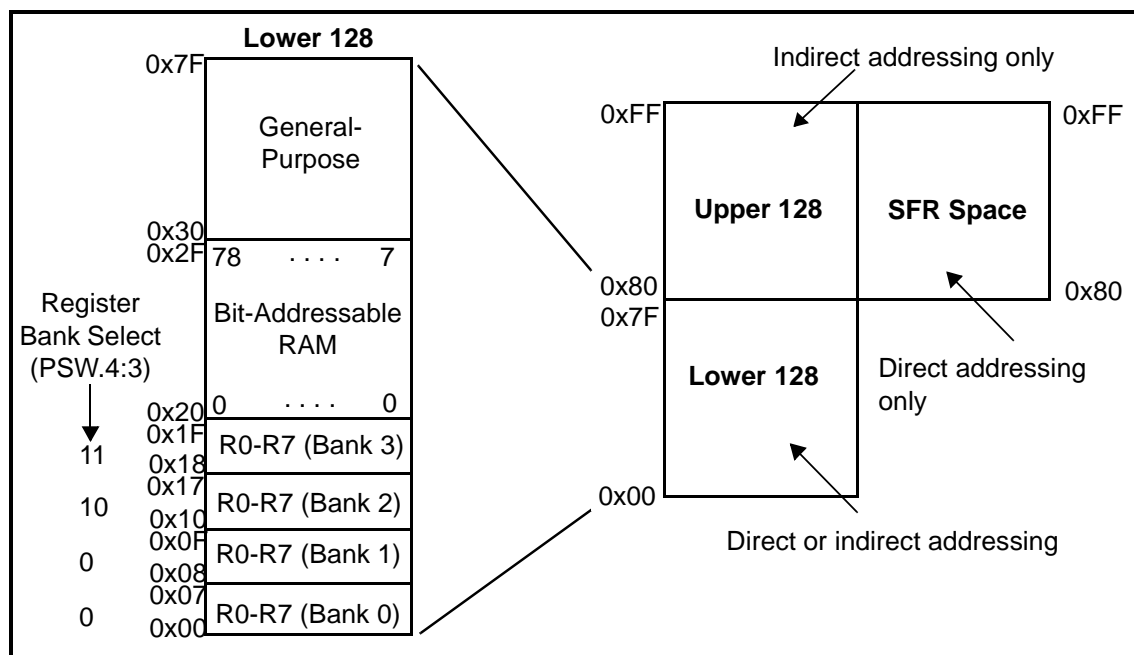 Lower 128
0x7F
General-
Purpose
0x30
0x2F
78 . . . . 7
Bit-Addressable
RAM
Register
Bank Select
(PSW.4:3)
0x20
0 . . . . 0
0x1F
11
R0-R7 (Bank 3)
0x18
0x17
10
R0-R7 (Bank 2)
0x10
0x0F
0
R0-R7 (Bank 1)
0x08
0x07
0
R0-R7 (Bank 0)
0x00
Indirect addressing only
0xFF
0xFF
Upper 128
SFR Space
0x80
0x80
0x7F
Lower 128
Direct addressing
only
0x00
Direct or indirect addressing